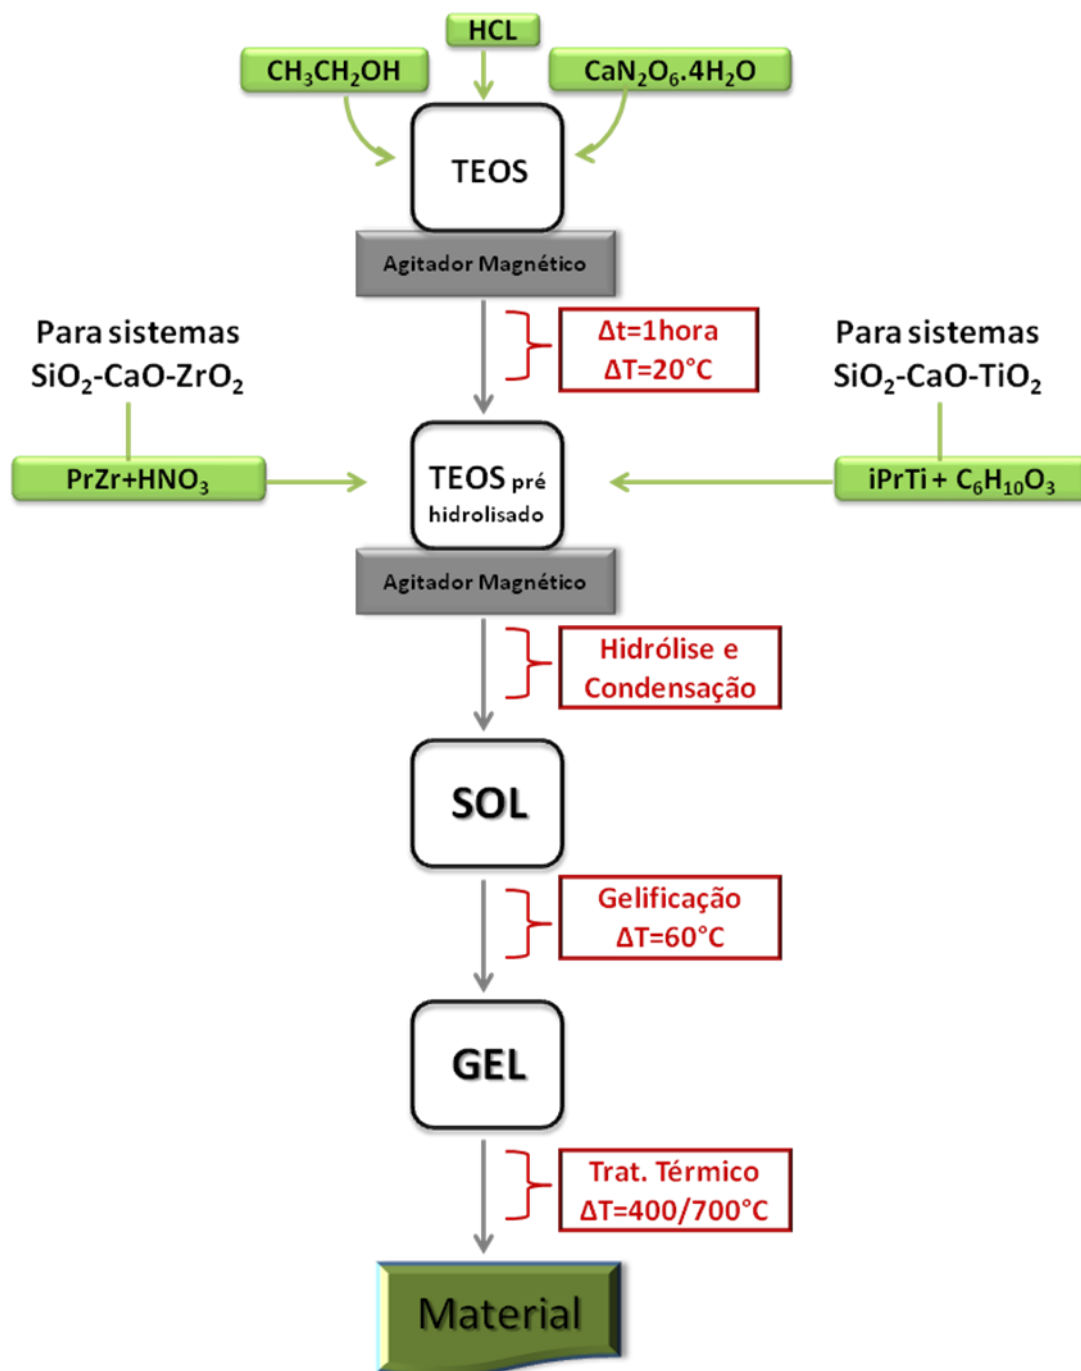 HCL
CH₃CH₂OH
CaN₂O₆.4H₂O
TEOS
Agitador Magnético
Δt=1hora
ΔT=20°C
Para sistemas
SiO₂-CaO-ZrO₂
Para sistemas
SiO₂-CaO-TiO₂
PrZr+HNO₃
TEOS pré
hidrolisado
iPrTi + C₆H₁₀O₃
Agitador Magnético
Hidrólise e
Condensação
SOL
Gelificação
ΔT=60°C
GEL
Trat. Térmico
ΔT=400/700°C
Material